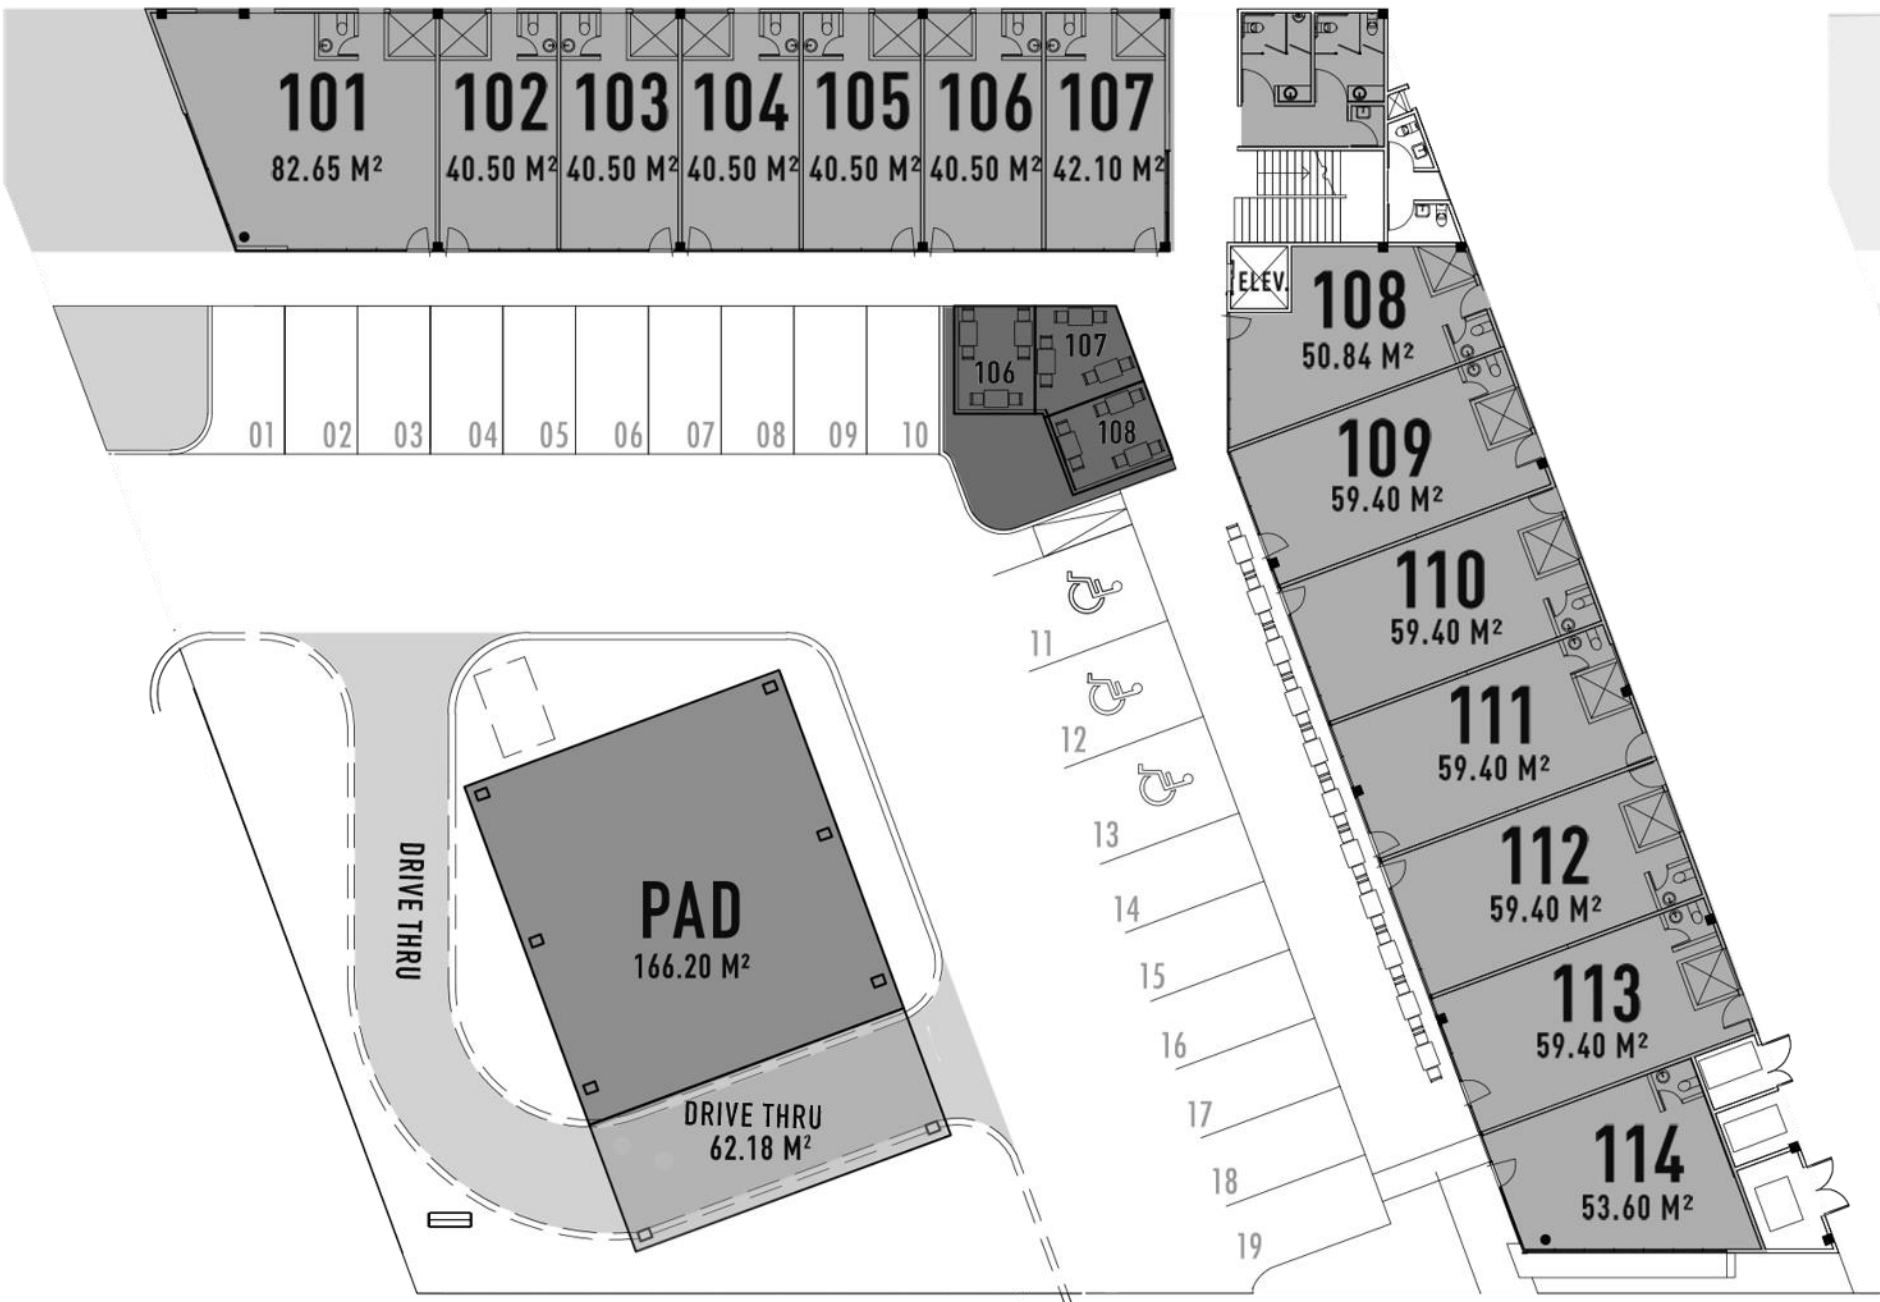 101
82.65 M²
102
40.50 M²
103
40.50 M²
104
40.50 M²
105
40.50 M²
106
40.50 M²
107
42.10 M²
ELEV.
108
50.84 M²
106
107
108
01
02
03
04
05
06
07
08
09
10
109
59.40 M²
110
59.40 M²
11
111
59.40 M²
12
13
112
59.40 M²
DRIVE THRU
PAD
166.20 M²
14
15
113
59.40 M²
16
17
DRIVE THRU
62.18 M²
114
53.60 M²
18
19